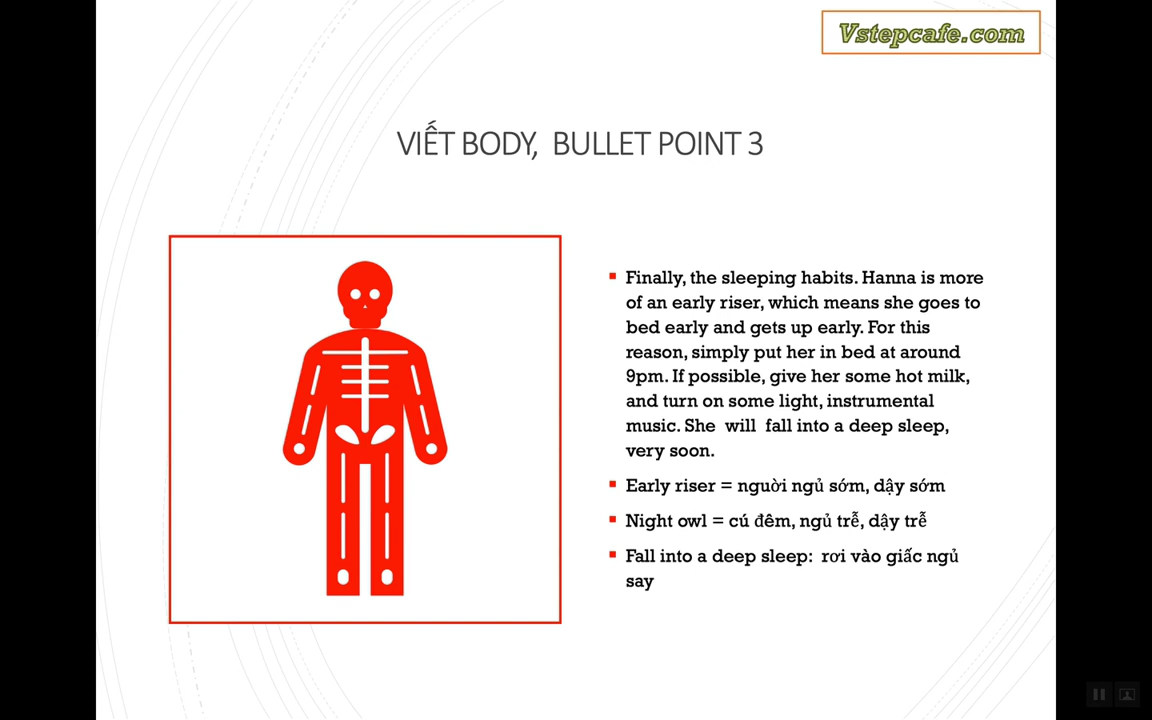 Vstepcafe.com
VIẾT BODY, BULLET POINT 3
Finally, the sleeping habits. Hanna is more
of an early riser, which means she goes to
bed early and gets up early. For this
reason, simply put her in bed at around
9pm. If possible, give her some hot milk,
and turn on some light, instrumental
music. She will fall into a deep sleep,
very soon.
Early riser = người ngủ sớm, dậy sớm
Night owl = cú đêm, ngủ trễ, dậy trễ
Fall into a deep sleep: rơi vào giấc ngủ
say